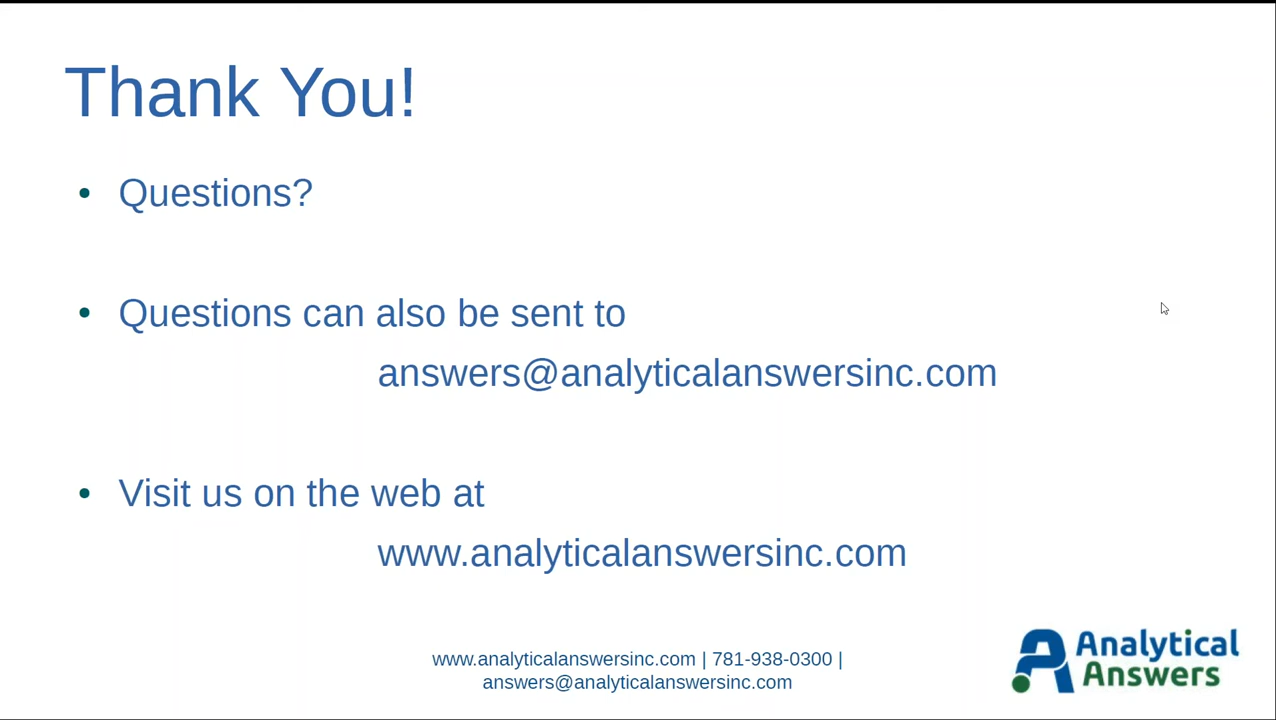 Thank You!
• Questions?
• Questions can also be sent to
answers@analyticalanswersinc.com
• Visit us on the web at
www.analyticalanswersinc.com
www.analyticalanswersinc.com | 781-938-0300 |
answers@analyticalanswersinc.com
Analytical
Answers